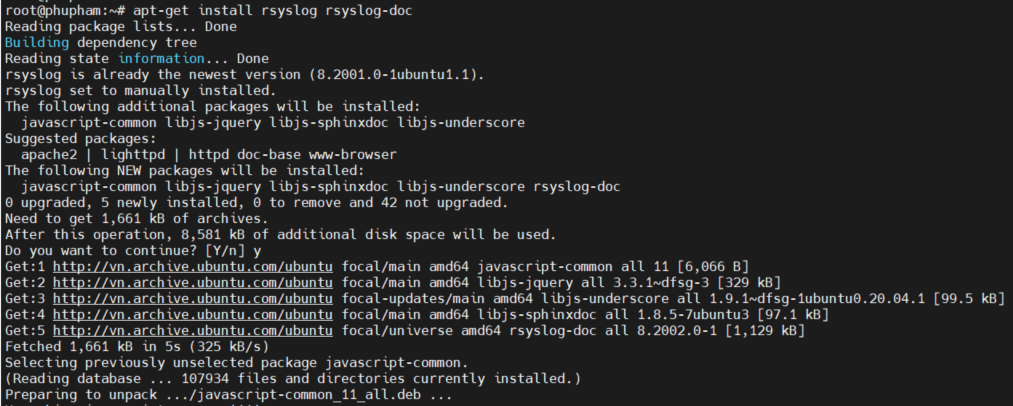 root@phupham:~# apt-get install rsyslog rsyslog-doc
Reading package lists... Done
Building dependency tree
Reading state information... Done
rsyslog is already the newest version (8.2001.0-1ubuntu1.1).
rsyslog set to manually installed.
The following additional packages will be installed:
  javascript-common libjs-jquery libjs-sphinxdoc libjs-underscore
Suggested packages:
  apache2 | lighttpd | httpd doc-base www-browser
The following NEW packages will be installed:
  javascript-common libjs-jquery libjs-sphinxdoc libjs-underscore rsyslog-doc
0 upgraded, 5 newly installed, 0 to remove and 42 not upgraded.
Need to get 1,661 kB of archives.
After this operation, 8,581 kB of additional disk space will be used.
Do you want to continue? [Y/n] y
Get:1 http://vn.archive.ubuntu.com/ubuntu focal/main amd64 javascript-common all 11 [6,066 B]
Get:2 http://vn.archive.ubuntu.com/ubuntu focal/main amd64 libjs-jquery all 3.3.1~dfsg-3 [329 kB]
Get:3 http://vn.archive.ubuntu.com/ubuntu focal-updates/main amd64 libjs-underscore all 1.9.1~dfsg-1ubuntu0.20.04.1 [99.5 kB]
Get:4 http://vn.archive.ubuntu.com/ubuntu focal/main amd64 libjs-sphinxdoc all 1.8.5-7ubuntu3 [97.1 kB]
Get:5 http://vn.archive.ubuntu.com/ubuntu focal/universe amd64 rsyslog-doc all 8.2002.0-1 [1,129 kB]
Fetched 1,661 kB in 5s (325 kB/s)
Selecting previously unselected package javascript-common.
(Reading database ... 107934 files and directories currently installed.)
Preparing to unpack .../javascript-common_11_all.deb ...